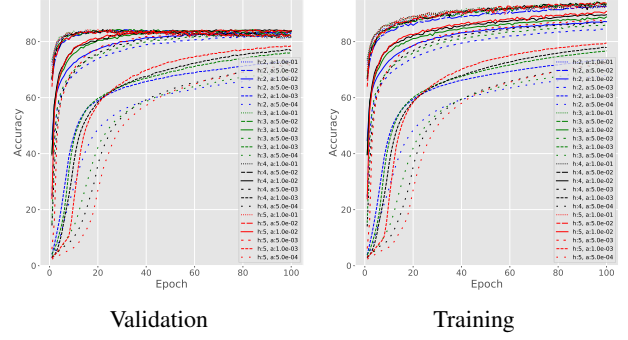 80
60
40
20
0
Accuracy
0
20
40
60
80
100
Epoch
h:2, a:1.0e-01
h:2, a:5.0e-02
h:2, a:1.0e-02
h:2, a:5.0e-03
h:2, a:1.0e-03
h:2, a:5.0e-04
h:3, a:1.0e-01
h:3, a:5.0e-02
h:3, a:1.0e-02
h:3, a:5.0e-03
h:3, a:1.0e-03
h:3, a:5.0e-04
h:4, a:1.0e-01
h:4, a:5.0e-02
h:4, a:1.0e-02
h:4, a:5.0e-03
h:4, a:1.0e-03
h:4, a:5.0e-04
h:5, a:1.0e-01
h:5, a:5.0e-02
h:5, a:1.0e-02
h:5, a:5.0e-03
h:5, a:1.0e-03
h:5, a:5.0e-04
Validation
80
60
40
20
0
Accuracy
0
20
40
60
80
100
Epoch
h:2, a:1.0e-01
h:2, a:5.0e-02
h:2, a:1.0e-02
h:2, a:5.0e-03
h:2, a:1.0e-03
h:2, a:5.0e-04
h:3, a:1.0e-01
h:3, a:5.0e-02
h:3, a:1.0e-02
h:3, a:5.0e-03
h:3, a:1.0e-03
h:3, a:5.0e-04
h:4, a:1.0e-01
h:4, a:5.0e-02
h:4, a:1.0e-02
h:4, a:5.0e-03
h:4, a:1.0e-03
h:4, a:5.0e-04
h:5, a:1.0e-01
h:5, a:5.0e-02
h:5, a:1.0e-02
h:5, a:5.0e-03
h:5, a:1.0e-03
h:5, a:5.0e-04
Training